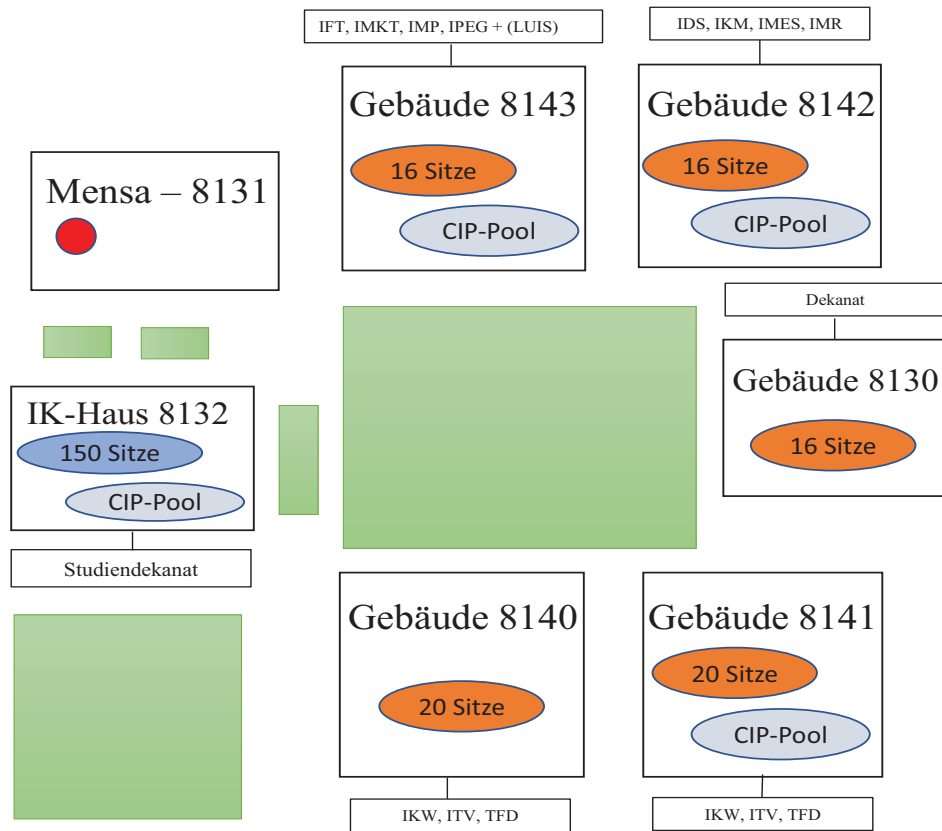 IFT, IMKT, IMP, IPEG + (LUIS)
IDS, IKM, IMES, IMR
Gebäude 8143
16 Sitze
CIP-Pool
Gebäude 8142
16 Sitze
CIP-Pool
Mensa – 8131
Dekanat
Gebäude 8130
16 Sitze
IK-Haus 8132
150 Sitze
CIP-Pool
Studiendekanat
Gebäude 8140
20 Sitze
IKW, ITV, TFD
Gebäude 8141
20 Sitze
CIP-Pool
IKW, ITV, TFD